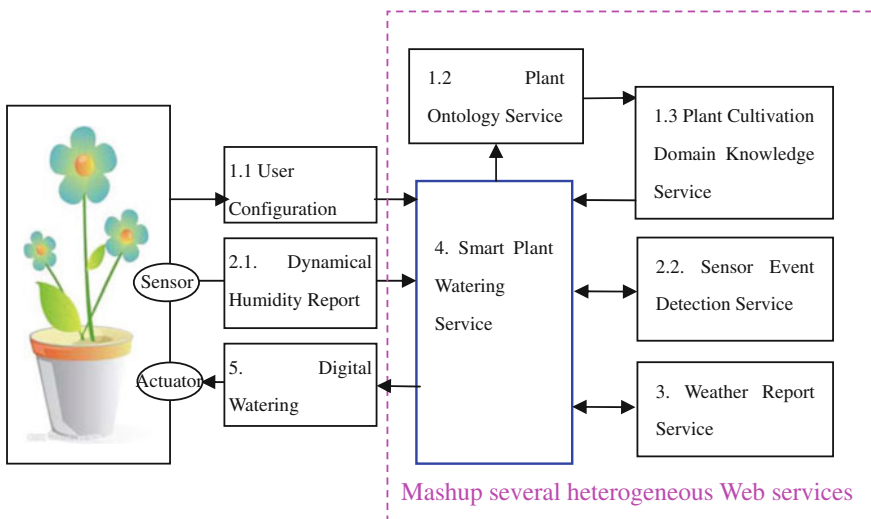 1.2 Plant
Ontology Service
1.3 Plant Cultivation
Domain Knowledge
Service
1.1 User
Configuration
4. Smart Plant
Watering
Service
2.1. Dynamical
Humidity Report
Sensor
2.2. Sensor Event
Detection Service
5. Digital
Watering
Actuator
3. Weather Report
Service
Mashup several heterogeneous Web services